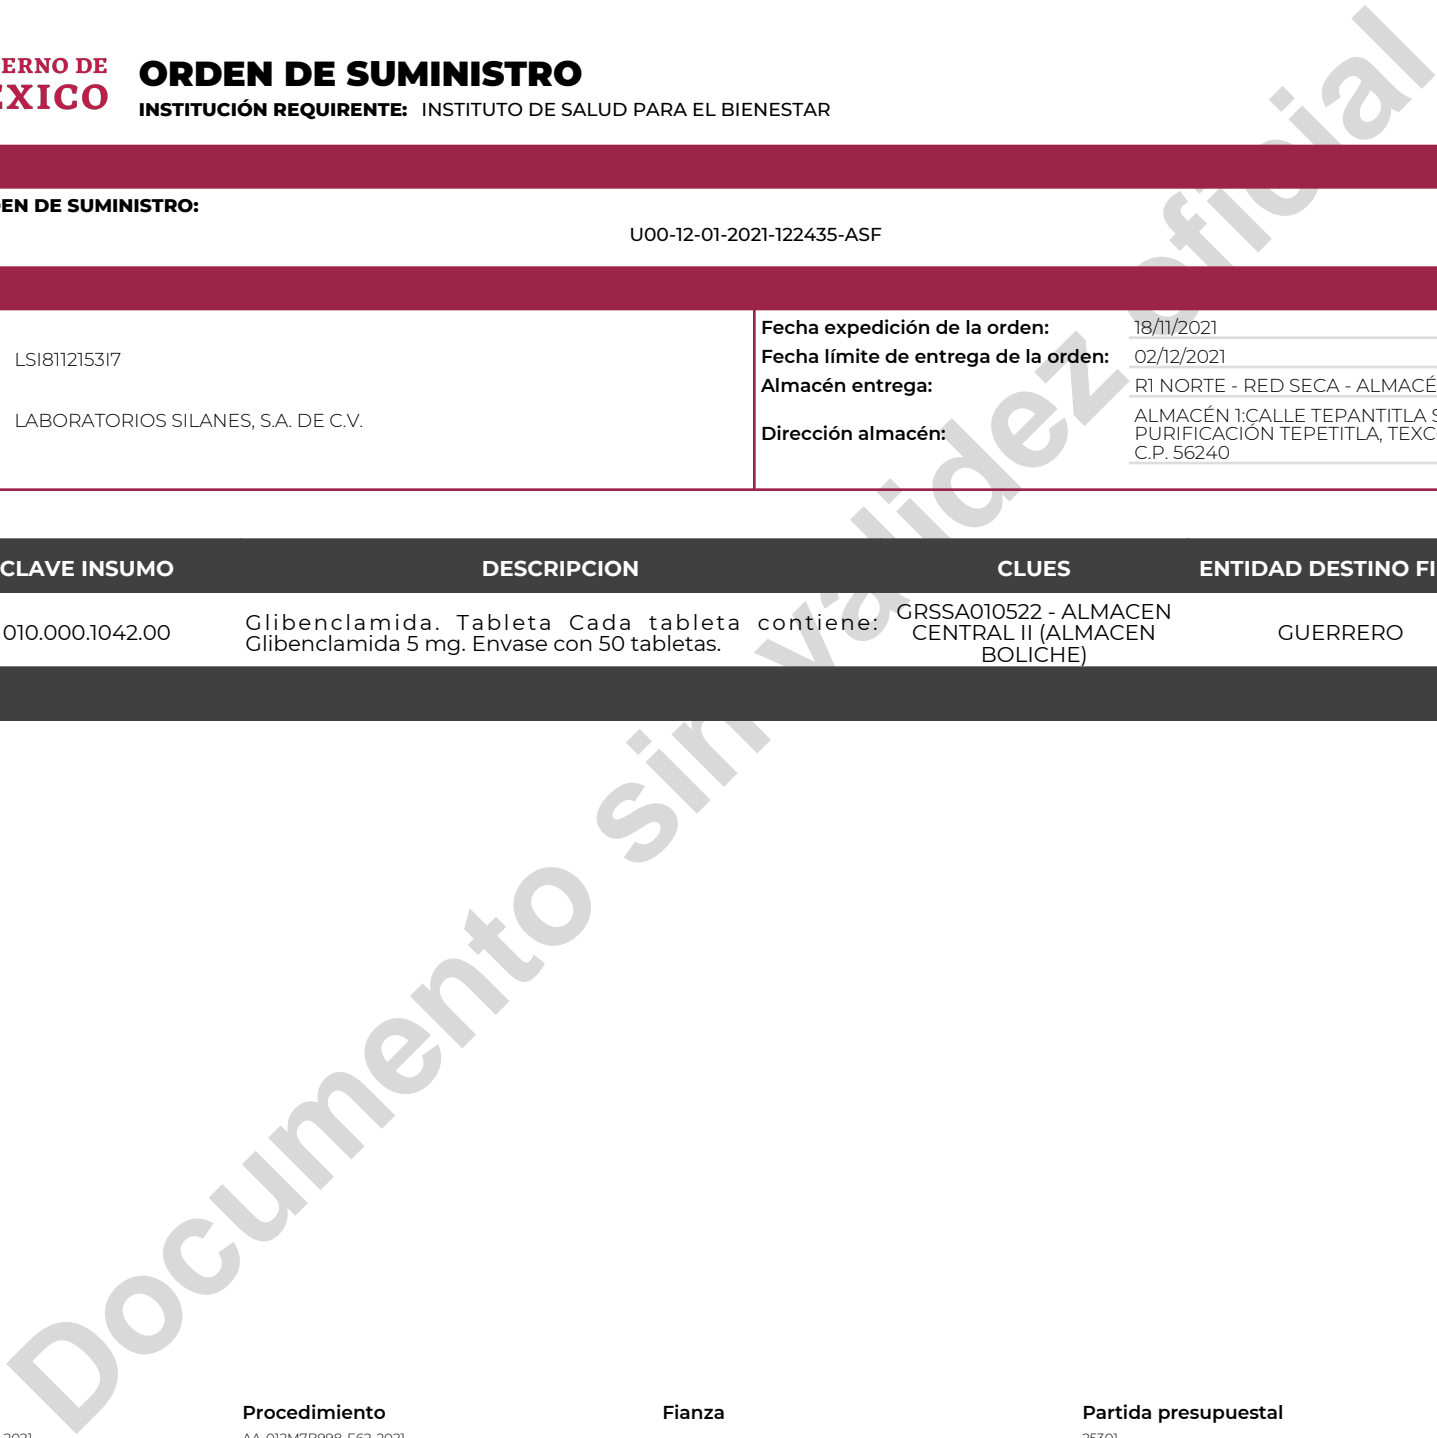 ERNO DE
ORDEN DE SUMINISTRO
INSTITUCIÓN REQUIRENTE: INSTITUTO DE SALUD PARA EL BIENESTAR
EN DE SUMINISTRO:
U00-12-01-2021-122435-ASF
LSI8112153I7
LABORATORIOS SILANES, S.A. DE C.V.
Fecha expedición de la orden: 18/11/2021
Fecha límite de entrega de la orden: 02/12/2021
Almacén entrega: R1 NORTE - RED SECA - ALMACÉ
Dirección almacén:
ALMACÉN 1:CALLE TEPANTITLA S
PURIFICACIÓN TEPETITLA, TEXC
C.P. 56240
CLAVE INSUMO DESCRIPCION CLUES ENTIDAD DESTINO FI
010.000.1042.00
Glibenclamida. Tableta Cada tableta contiene:
Glibenclamida 5 mg. Envase con 50 tabletas.
GRSSA010522 - ALMACEN
CENTRAL II (ALMACEN
BOLICHE)
GUERRERO
Documento sin validez oficial
Procedimiento Fianza Partida presupuestal